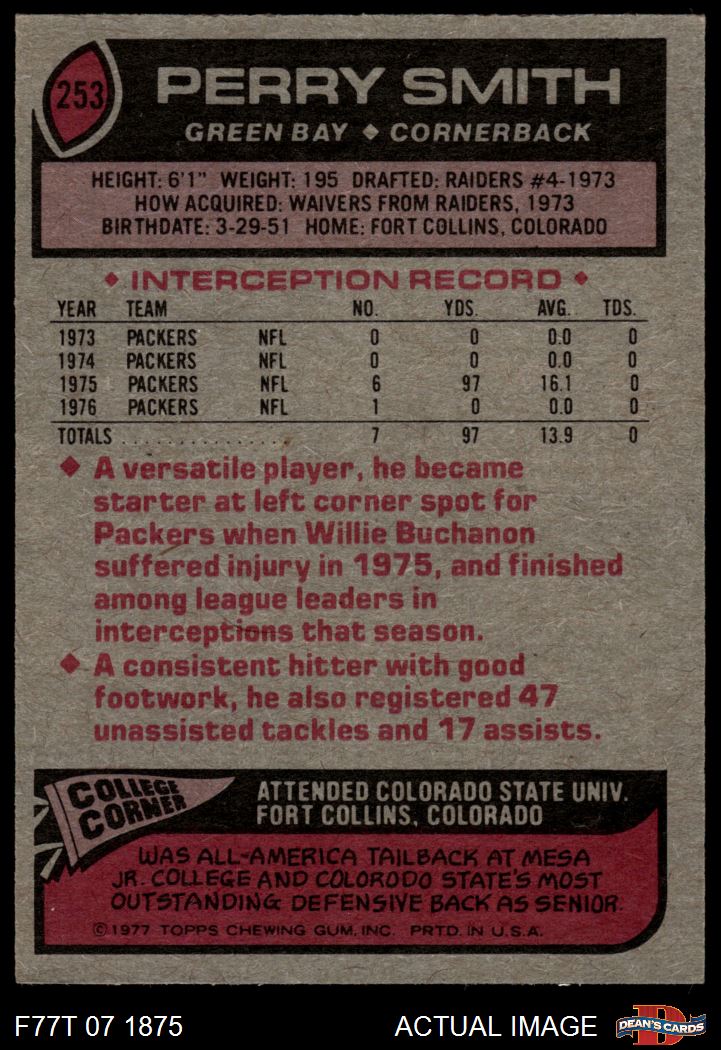 253
PERRY SMITH
GREEN BAY ◆ CORNERBACK
HEIGHT: 6'1" WEIGHT: 195 DRAFTED: RAIDERS #4-1973
HOW ACQUIRED: WAIVERS FROM RAIDERS, 1973
BIRTHDATE: 3-29-51 HOME: FORT COLLINS, COLORADO
◆ INTERCEPTION RECORD ◆
YEAR TEAM NO. YDS. AVG. TDS.
1973 PACKERS NFL 0 0 0.0 0
1974 PACKERS NFL 0 0 0.0 0
1975 PACKERS NFL 6 97 16.1 0
1976 PACKERS NFL 1 0 0.0 0
TOTALS . . . . . . . . . . . . . . 7 97 13.9 0
◆ A versatile player, he became
starter at left corner spot for
Packers when Willie Buchanon
suffered injury in 1975, and finished
among league leaders in
interceptions that season.
◆ A consistent hitter with good
footwork, he also registered 47
unassisted tackles and 17 assists.
COLLEGE
CORNER
ATTENDED COLORADO STATE UNIV.
FORT COLLINS, COLORADO
WAS ALL-AMERICA TAILBACK AT MESA
JR. COLLEGE AND COLORODO STATE'S MOST
OUTSTANDING DEFENSIVE BACK AS SENIOR.
©1977 TOPPS CHEWING GUM, INC. PRTD. IN U.S.A.
F77T 07 1875
ACTUAL IMAGE
D
DEAN'S CARDS